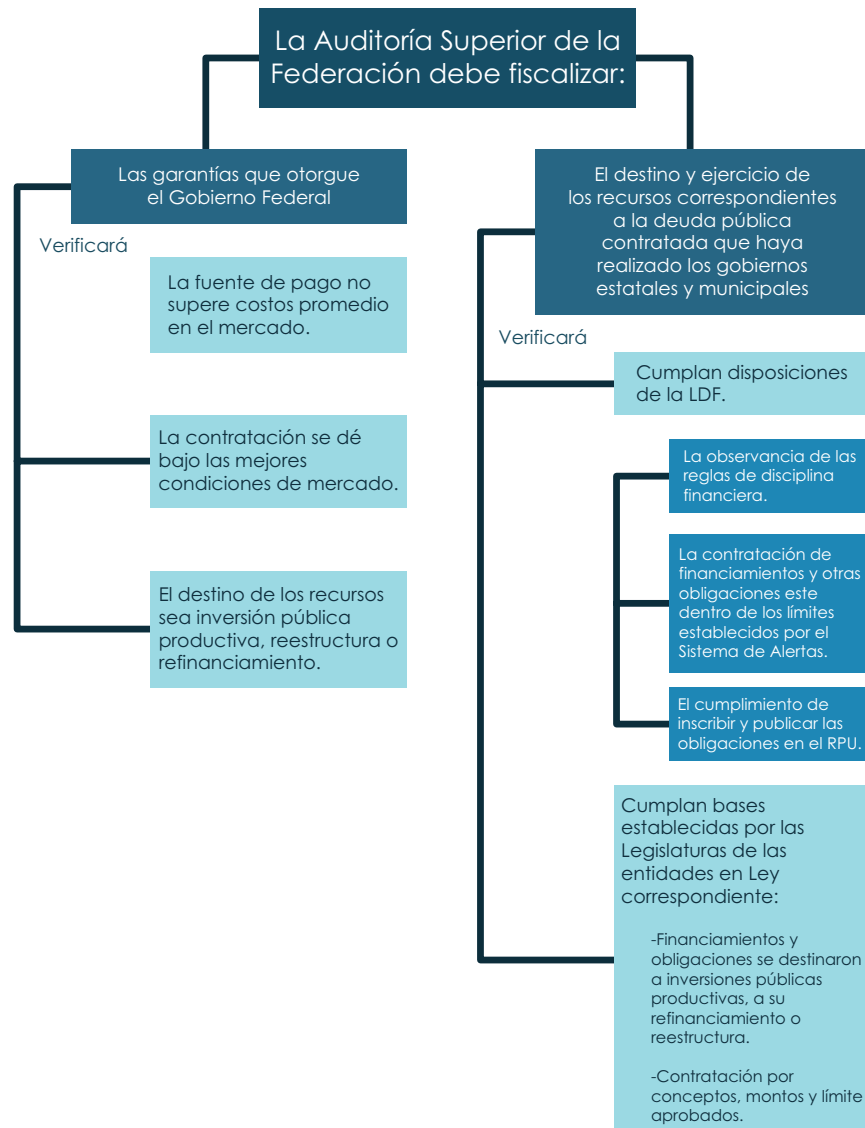 La Auditoría Superior de la
Federación debe fiscalizar:
Las garantías que otorgue
el Gobierno Federal
Verificará
La fuente de pago no
supere costos promedio
en el mercado.
La contratación se dé
bajo las mejores
condiciones de mercado.
El destino de los recursos
sea inversión pública
productiva, reestructura o
refinanciamiento.
El destino y ejercicio de
los recursos correspondientes
a la deuda pública
contratada que haya
realizado los gobiernos
estatales y municipales
Verificará
Cumplan disposiciones
de la LDF.
La observancia de las
reglas de disciplina
financiera.
La contratación de
financiamientos y otras
obligaciones este
dentro de los límites
establecidos por el
Sistema de Alertas.
El cumplimiento de
inscribir y publicar las
obligaciones en el RPU.
Cumplan bases
establecidas por las
Legislaturas de las
entidades en Ley
correspondiente:
-Financiamientos y
obligaciones se destinaron
a inversiones públicas
productivas, a su
refinanciamiento o
reestructura.
-Contratación por
conceptos, montos y límite
aprobados.